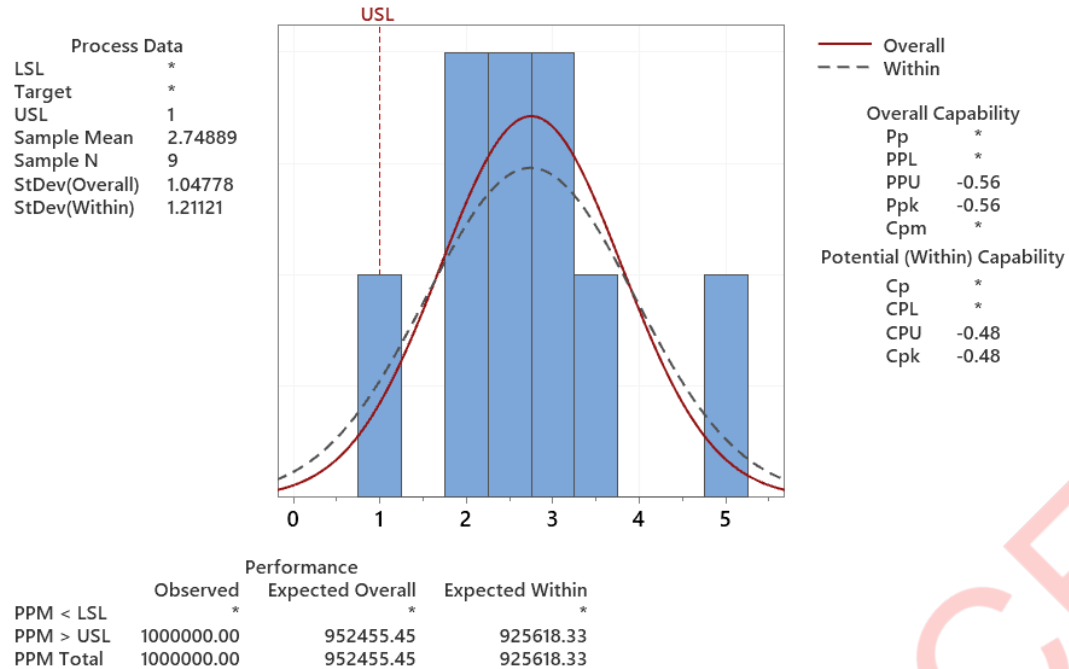 USL
Process Data
LSL *
Target *
USL 1
Sample Mean 2.74889
Sample N 9
StDev(Overall) 1.04778
StDev(Within) 1.21121
Overall
Within
Overall Capability
Pp *
PPL *
PPU -0.56
Ppk -0.56
Cpm *
Potential (Within) Capability
Cp *
CPL *
CPU -0.48
Cpk -0.48
0 1 2 3 4 5
Performance
Observed Expected Overall Expected Within
PPM < LSL * * *
PPM > USL 1000000.00 952455.45 925618.33
PPM Total 1000000.00 952455.45 925618.33